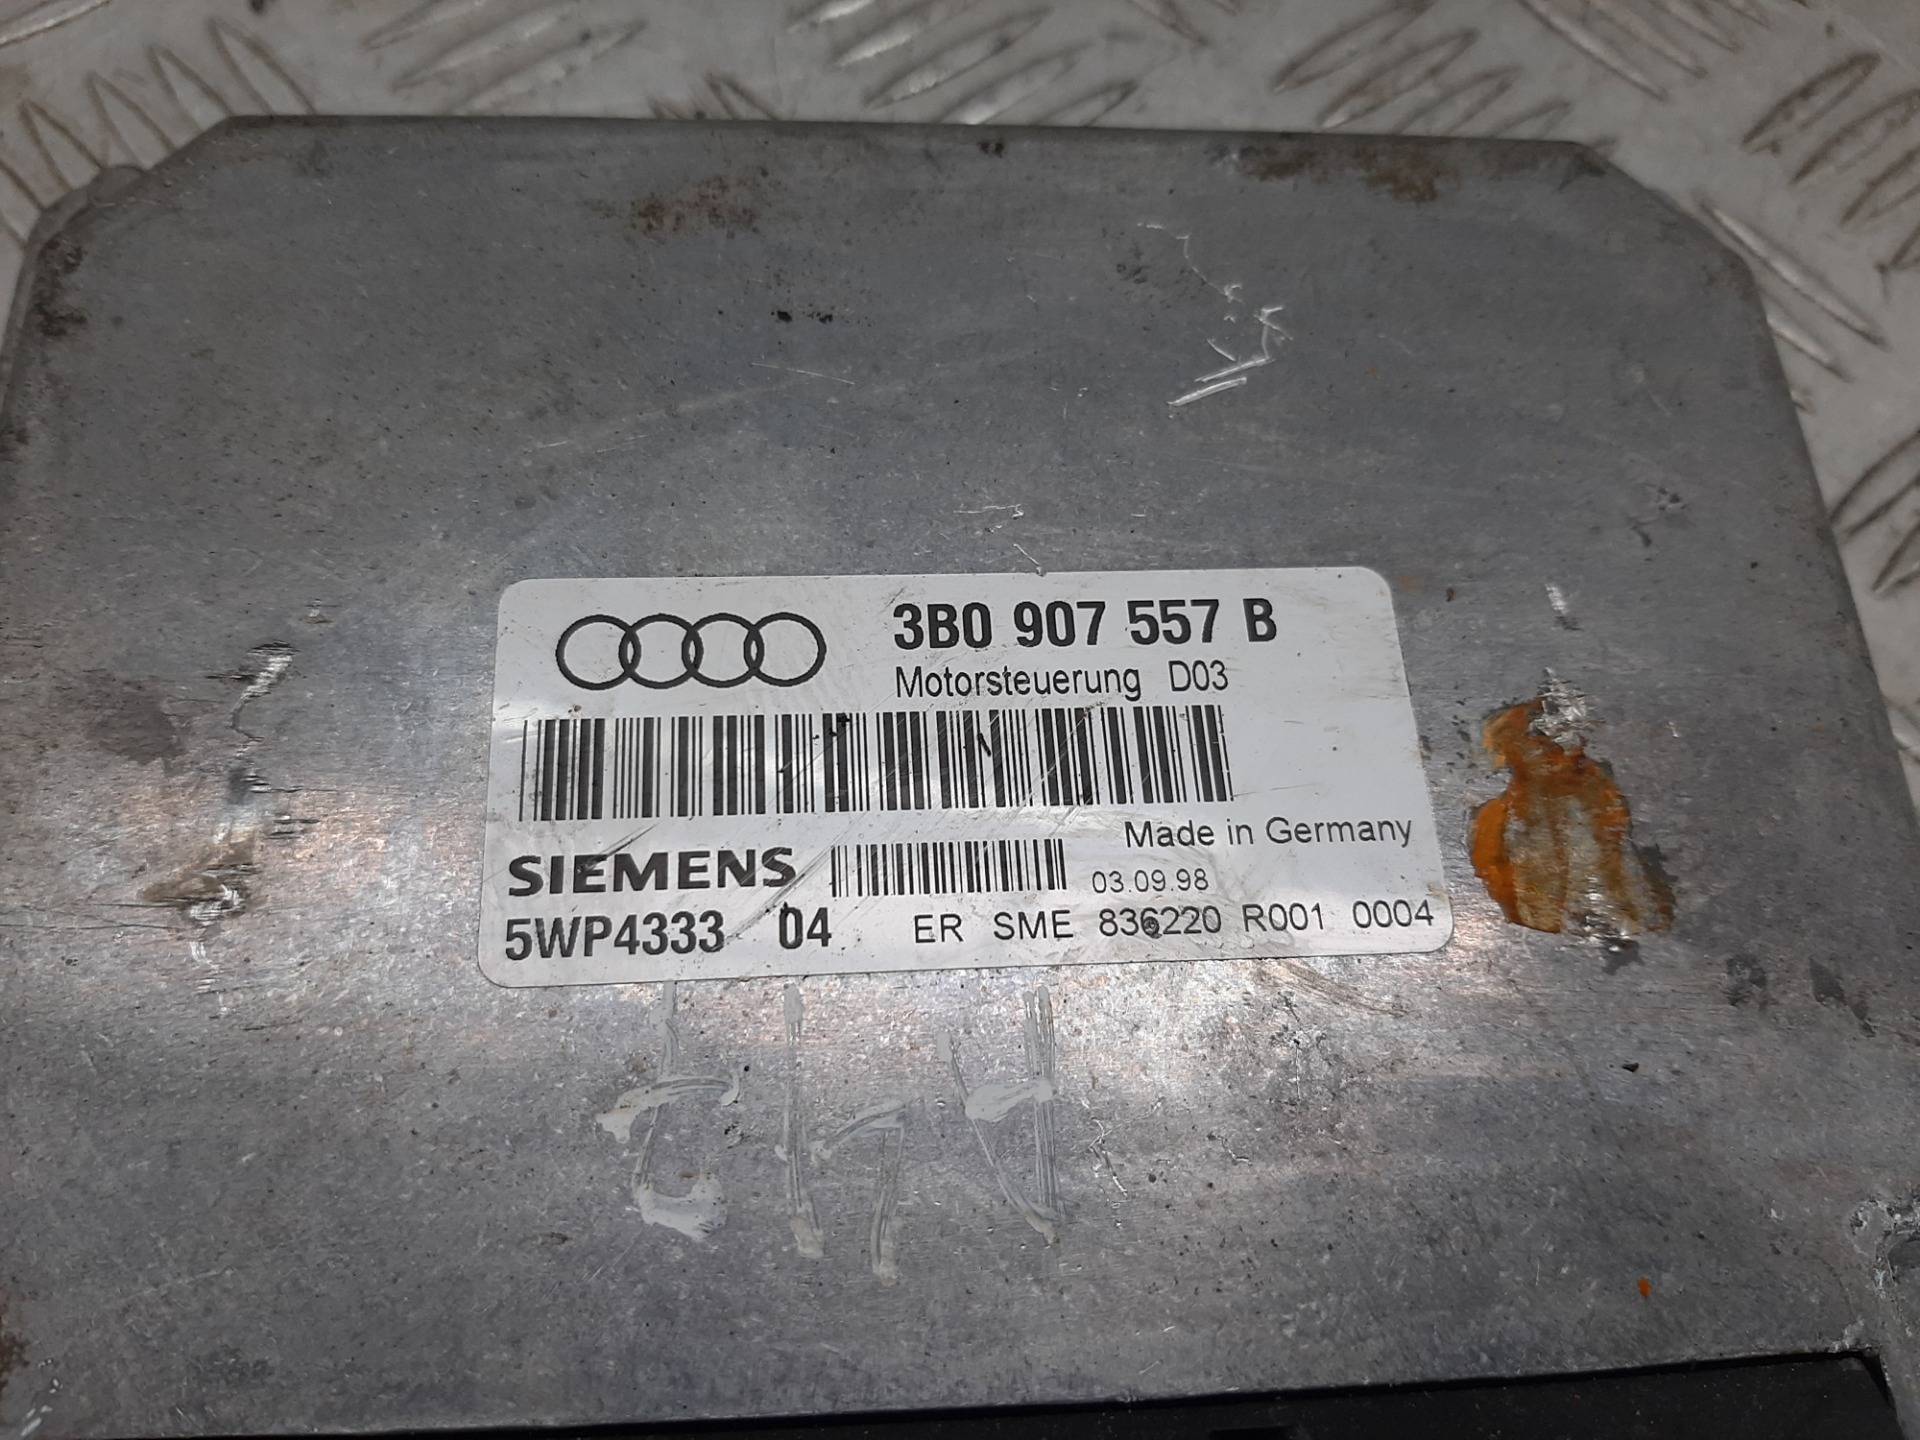 3B0 907 557 B
Motorsteuerung D03
Made in Germany
SIEMENS 03.09.98
5WP4333 04 ER SME 836220 R001 0004